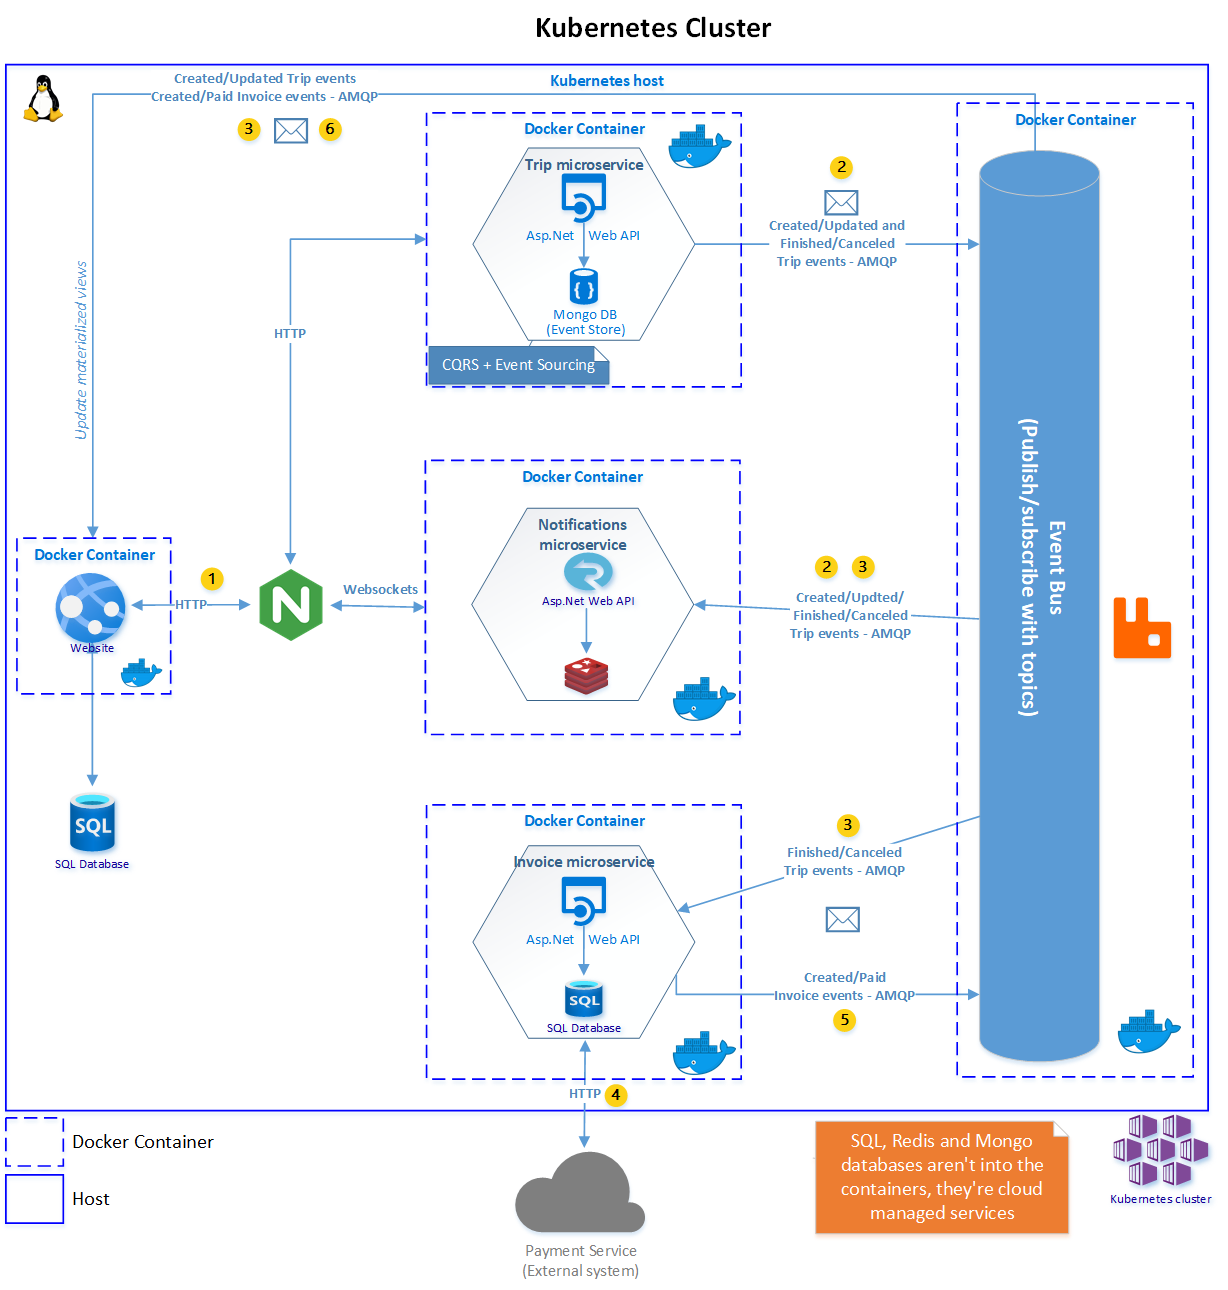 Kubernetes Cluster
Created/Updated Trip events
Created/Paid Invoice events - AMQP
Kubernetes host
3
6
Docker Container
Docker Container
Trip microservice
Asp.Net Web API
Mongo DB
(Event Store)
CQRS + Event Sourcing
2
Created/Updated and
Finished/Canceled
Trip events - AMQP
Update materialized views
HTTP
Docker Container
Notifications
microservice
Asp.Net Web API
Docker Container
Website
1
HTTP
N
Websockets
2
3
Created/Updted/
Finished/Canceled
Trip events - AMQP
Event Bus
(Publish/subscribe with topics)
SQL
SQL Database
Docker Container
Invoice microservice
Asp.Net Web API
SQL
SQL Database
3
Finished/Canceled
Trip events - AMQP
Created/Paid
Invoice events - AMQP
5
HTTP
4
Docker Container
Host
Payment Service
(External system)
SQL, Redis and Mongo
databases aren't into the
containers, they're cloud
managed services
Kubernetes cluster